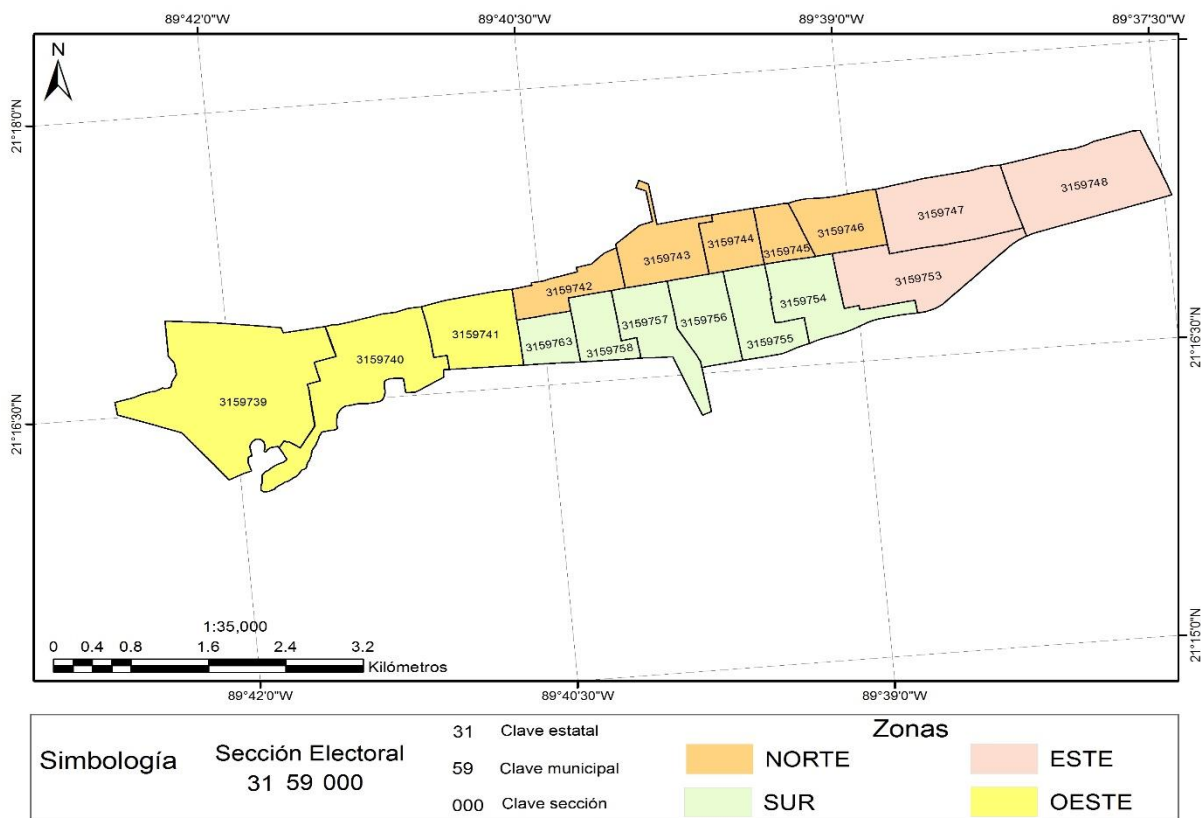 89°42'0"W 89°40'30"W 89°39'0"W 89°37'30"W
N
21°18'0"N
3159748
3159747
3159746
3159744
3159745
3159743
3159753
3159742
3159754
3159757
3159756
3159741
3159763
3159758
3159755
3159740
3159739
21°16'30"N
21°16'30"N
21°15'0"N
1:35,000
0 0.4 0.8 1.6 2.4 3.2
Kilómetros
89°42'0"W 89°40'30"W 89°39'0"W
Simbología
Sección Electoral
31 59 000
31 Clave estatal
59 Clave municipal
000 Clave sección
Zonas
NORTE
ESTE
SUR
OESTE